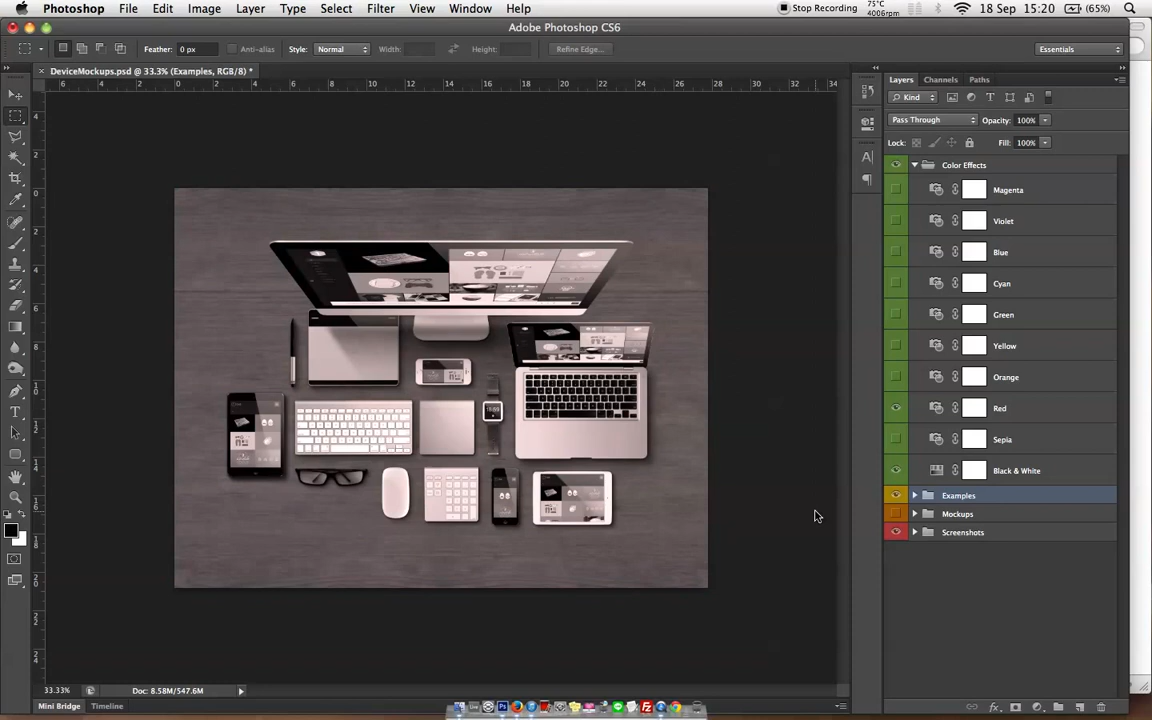 Photoshop File Edit Image Layer Type Select Filter View Window Help Stop Recording 75°C 4006rpm 18 Sep 15:20 (65%)
Adobe Photoshop CS6
Feather: 0 px Anti-alias Style: Normal Width: Height: Refine Edge... Essentials
DeviceMockups.psd @ 33.3% (Examples, RGB/8) *
Layers Channels Paths
Kind
Pass Through Opacity: 100%
Lock: Fill: 100%
Color Effects
Magenta
Violet
Blue
Cyan
Green
Yellow
Orange
Red
Sepia
Black & White
Examples
Mockups
Screenshots
33.33% Doc: 8.58M/547.6M
Mini Bridge Timeline